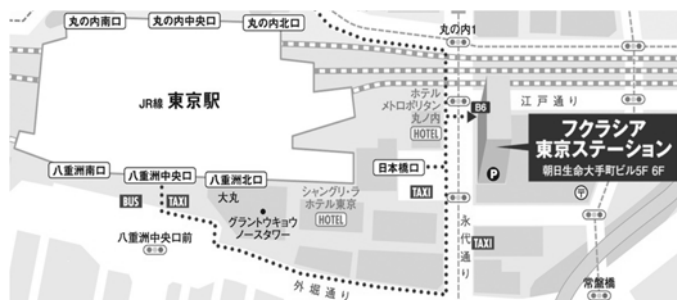 丸の内南口
丸の内中央口
丸の内北口
丸の内1
JR線 東京駅
ホテル
メトロポリタン
丸ノ内
HOTEL
B6
江戸通り
フクラシア
東京ステーション
朝日生命大手町ビル5F 6F
日本橋口
TAXI
P
八重洲南口
八重洲中央口
八重洲北口
大丸
BUS
TAXI
シャングリ・ラ
ホテル東京
HOTEL
グラントウキョウ
ノースタワー
八重洲中央口前
永代通り
TAXI
外堀通り
常盤橋